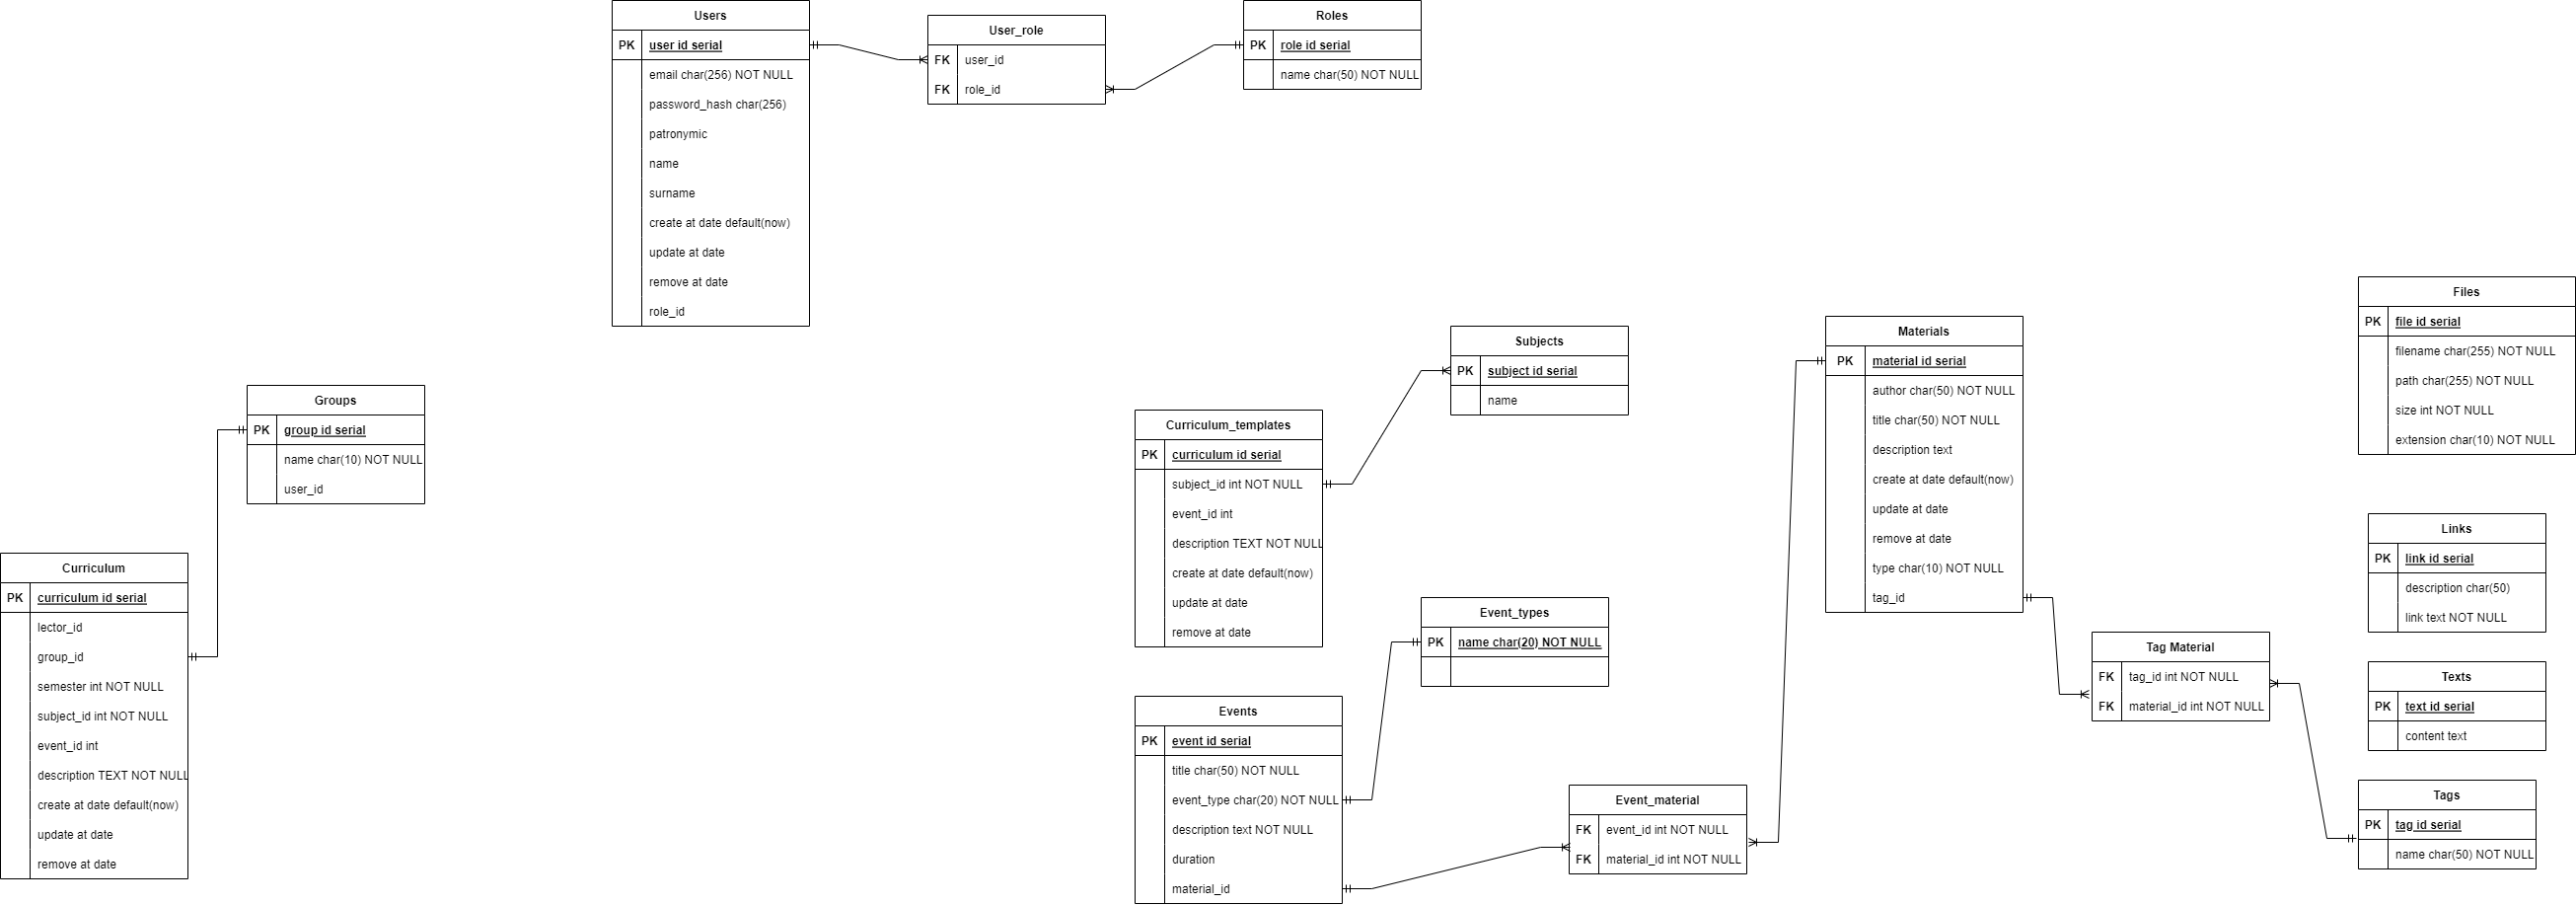 Users
PK user id serial
email char(256) NOT NULL
password_hash char(256)
patronymic
name
surname
create at date default(now)
update at date
remove at date
role_id
User_role
FK user_id
FK role_id
Roles
PK role id serial
name char(50) NOT NULL
Groups
PK group id serial
name char(10) NOT NULL
user_id
Curriculum
PK curriculum id serial
lector_id
group_id
semester int NOT NULL
subject_id int NOT NULL
event_id int
description TEXT NOT NULL
create at date default(now)
update at date
remove at date
Subjects
PK subject id serial
name
Curriculum_templates
PK curriculum id serial
subject_id int NOT NULL
event_id int
description TEXT NOT NULL
create at date default(now)
update at date
remove at date
Event_types
PK name char(20) NOT NULL
Events
PK event id serial
title char(50) NOT NULL
event_type char(20) NOT NULL
description text NOT NULL
duration
material_id
Event_material
FK event_id int NOT NULL
FK material_id int NOT NULL
Materials
PK material id serial
author char(50) NOT NULL
title char(50) NOT NULL
description text
create at date default(now)
update at date
remove at date
type char(10) NOT NULL
tag_id
Tag Material
FK tag_id int NOT NULL
FK material_id int NOT NULL
Files
PK file id serial
filename char(255) NOT NULL
path char(255) NOT NULL
size int NOT NULL
extension char(10) NOT NULL
Links
PK link id serial
description char(50)
link text NOT NULL
Texts
PK text id serial
content text
Tags
PK tag id serial
name char(50) NOT NULL